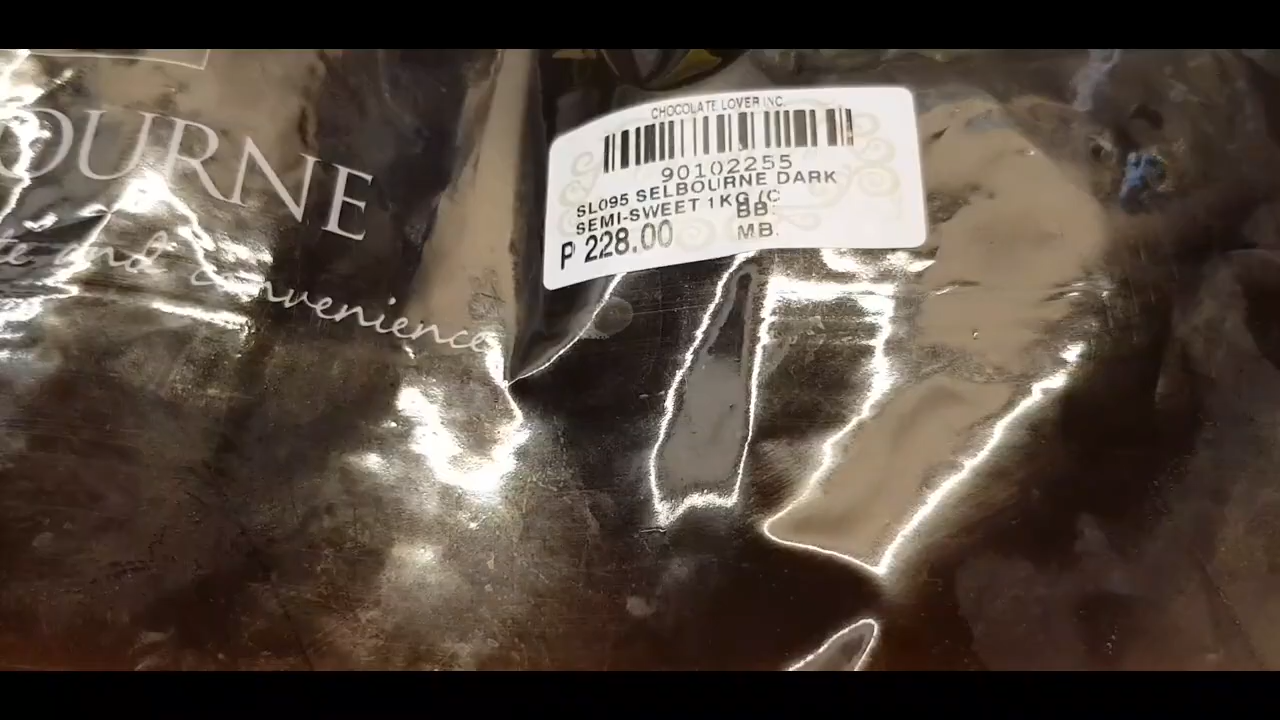 OURNE
and convenience
CHOCOLATE LOVER INC.
90102255
SL095 SELBOURNE DARK
SEMI-SWEET 1KG /C
BB:
P 228.00
MB.